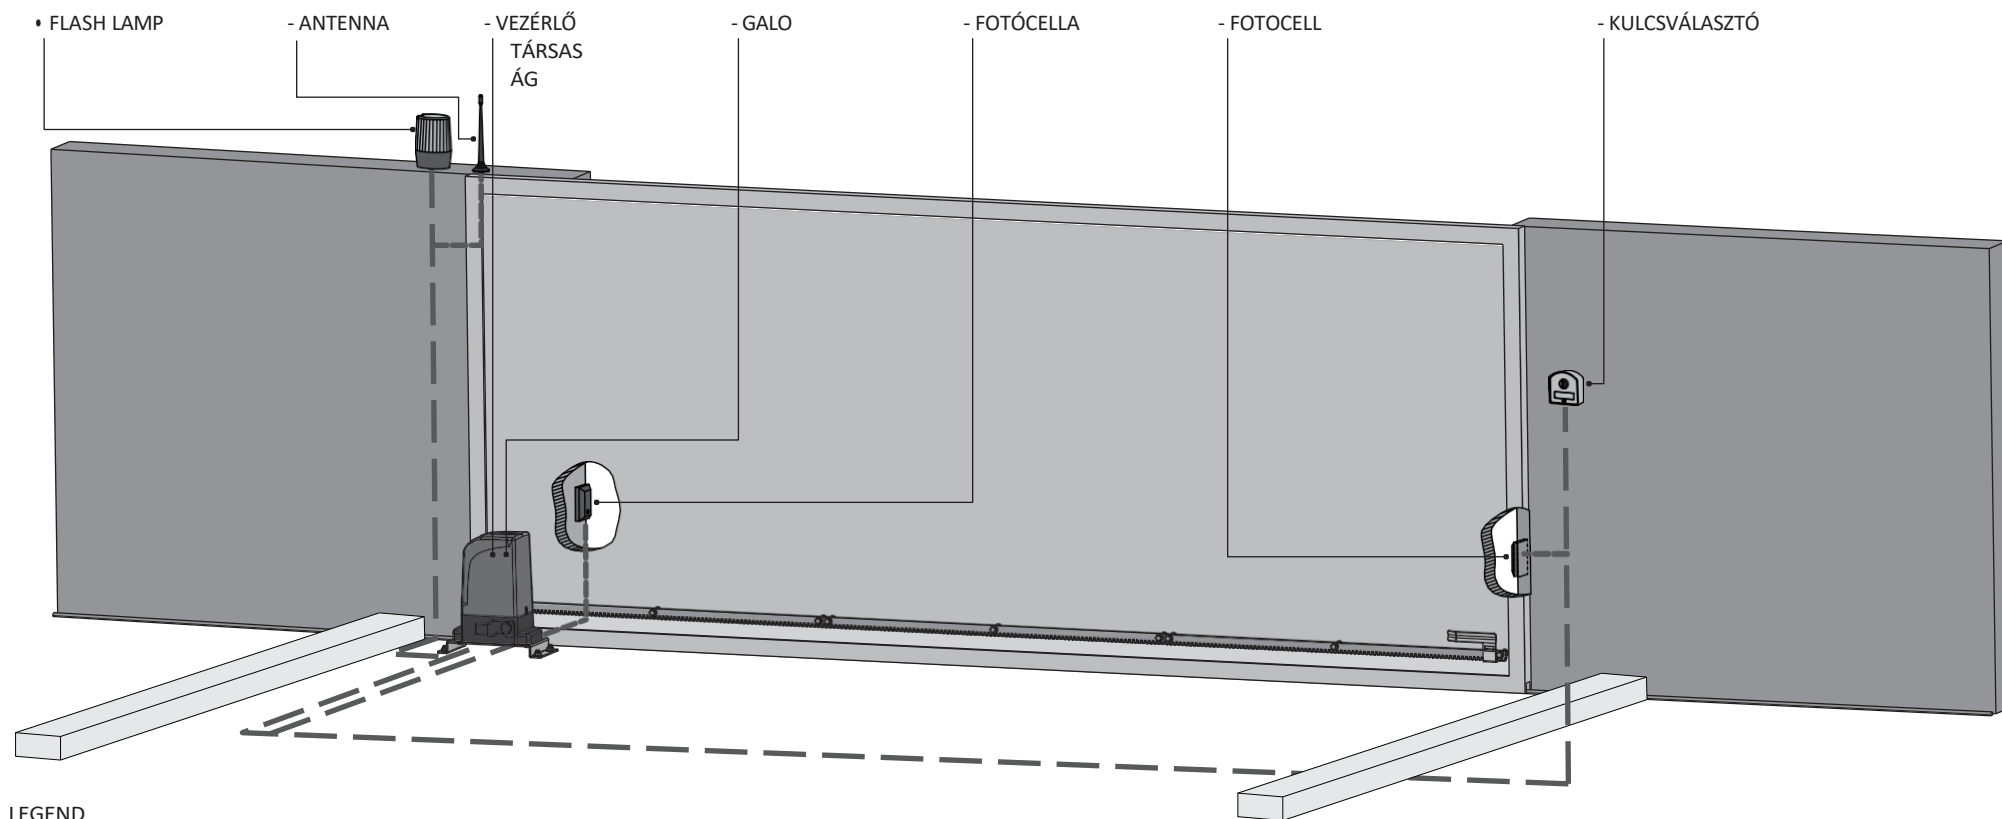 • FLASH LAMP
- ANTENNA
- VEZÉRLŐ
TÁRSAS
ÁG
- GALO
- FOTÓCELLA
- FOTOCELL
- KULCSVÁLASZTÓ
LEGEND